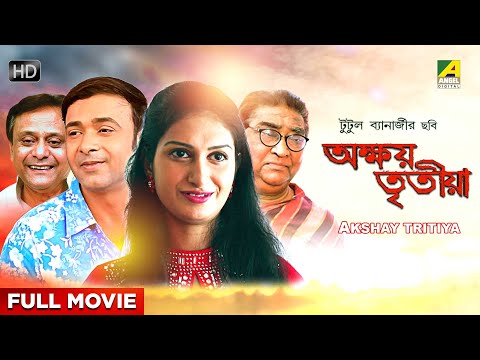 HD
ANGEL
DIGITAL
টুটুল ব্যানার্জীর ছবি
অক্ষয়
তৃতীয়া
AKSHAY TRITIYA
FULL MOVIE